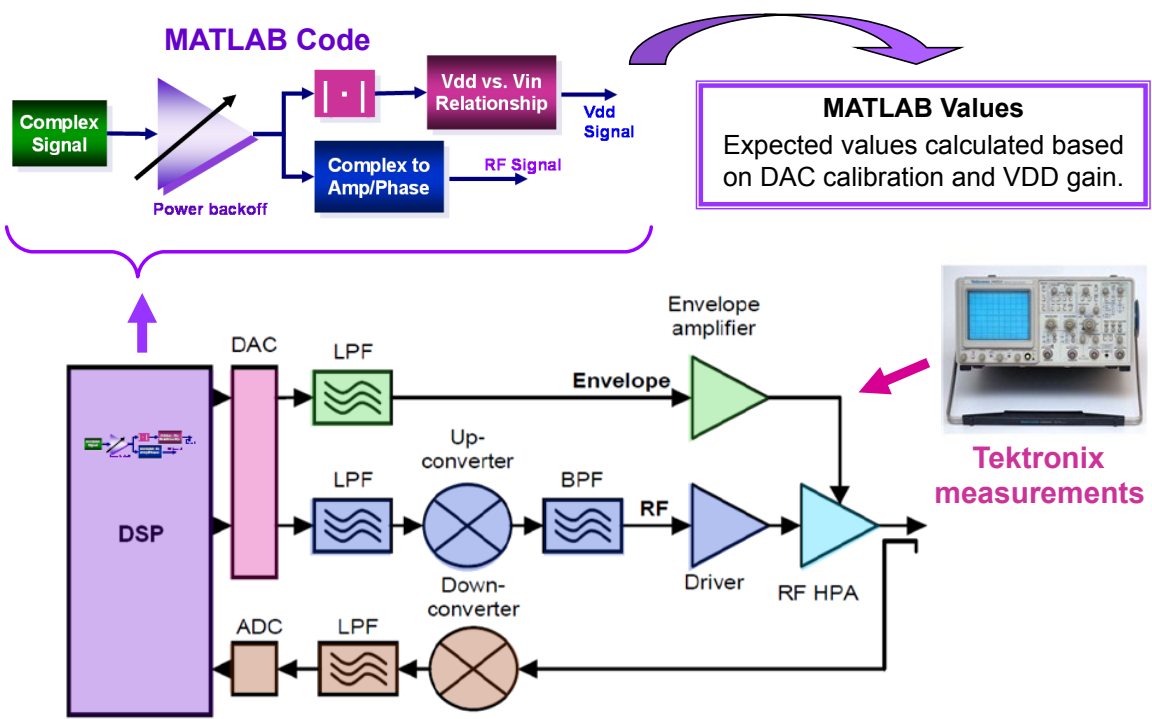 MATLAB Code
Complex
Signal
Power backoff
| · |
Vdd vs. Vin
Relationship
Vdd
Signal
Complex to
Amp/Phase
RF Signal
MATLAB Values
Expected values calculated based
on DAC calibration and VDD gain.
DSP
DAC
LPF
Envelope
Envelope
amplifier
LPF
Up-
converter
BPF
RF
Driver
RF HPA
ADC
LPF
Down-
converter
Tektronix
Tektronix
measurements